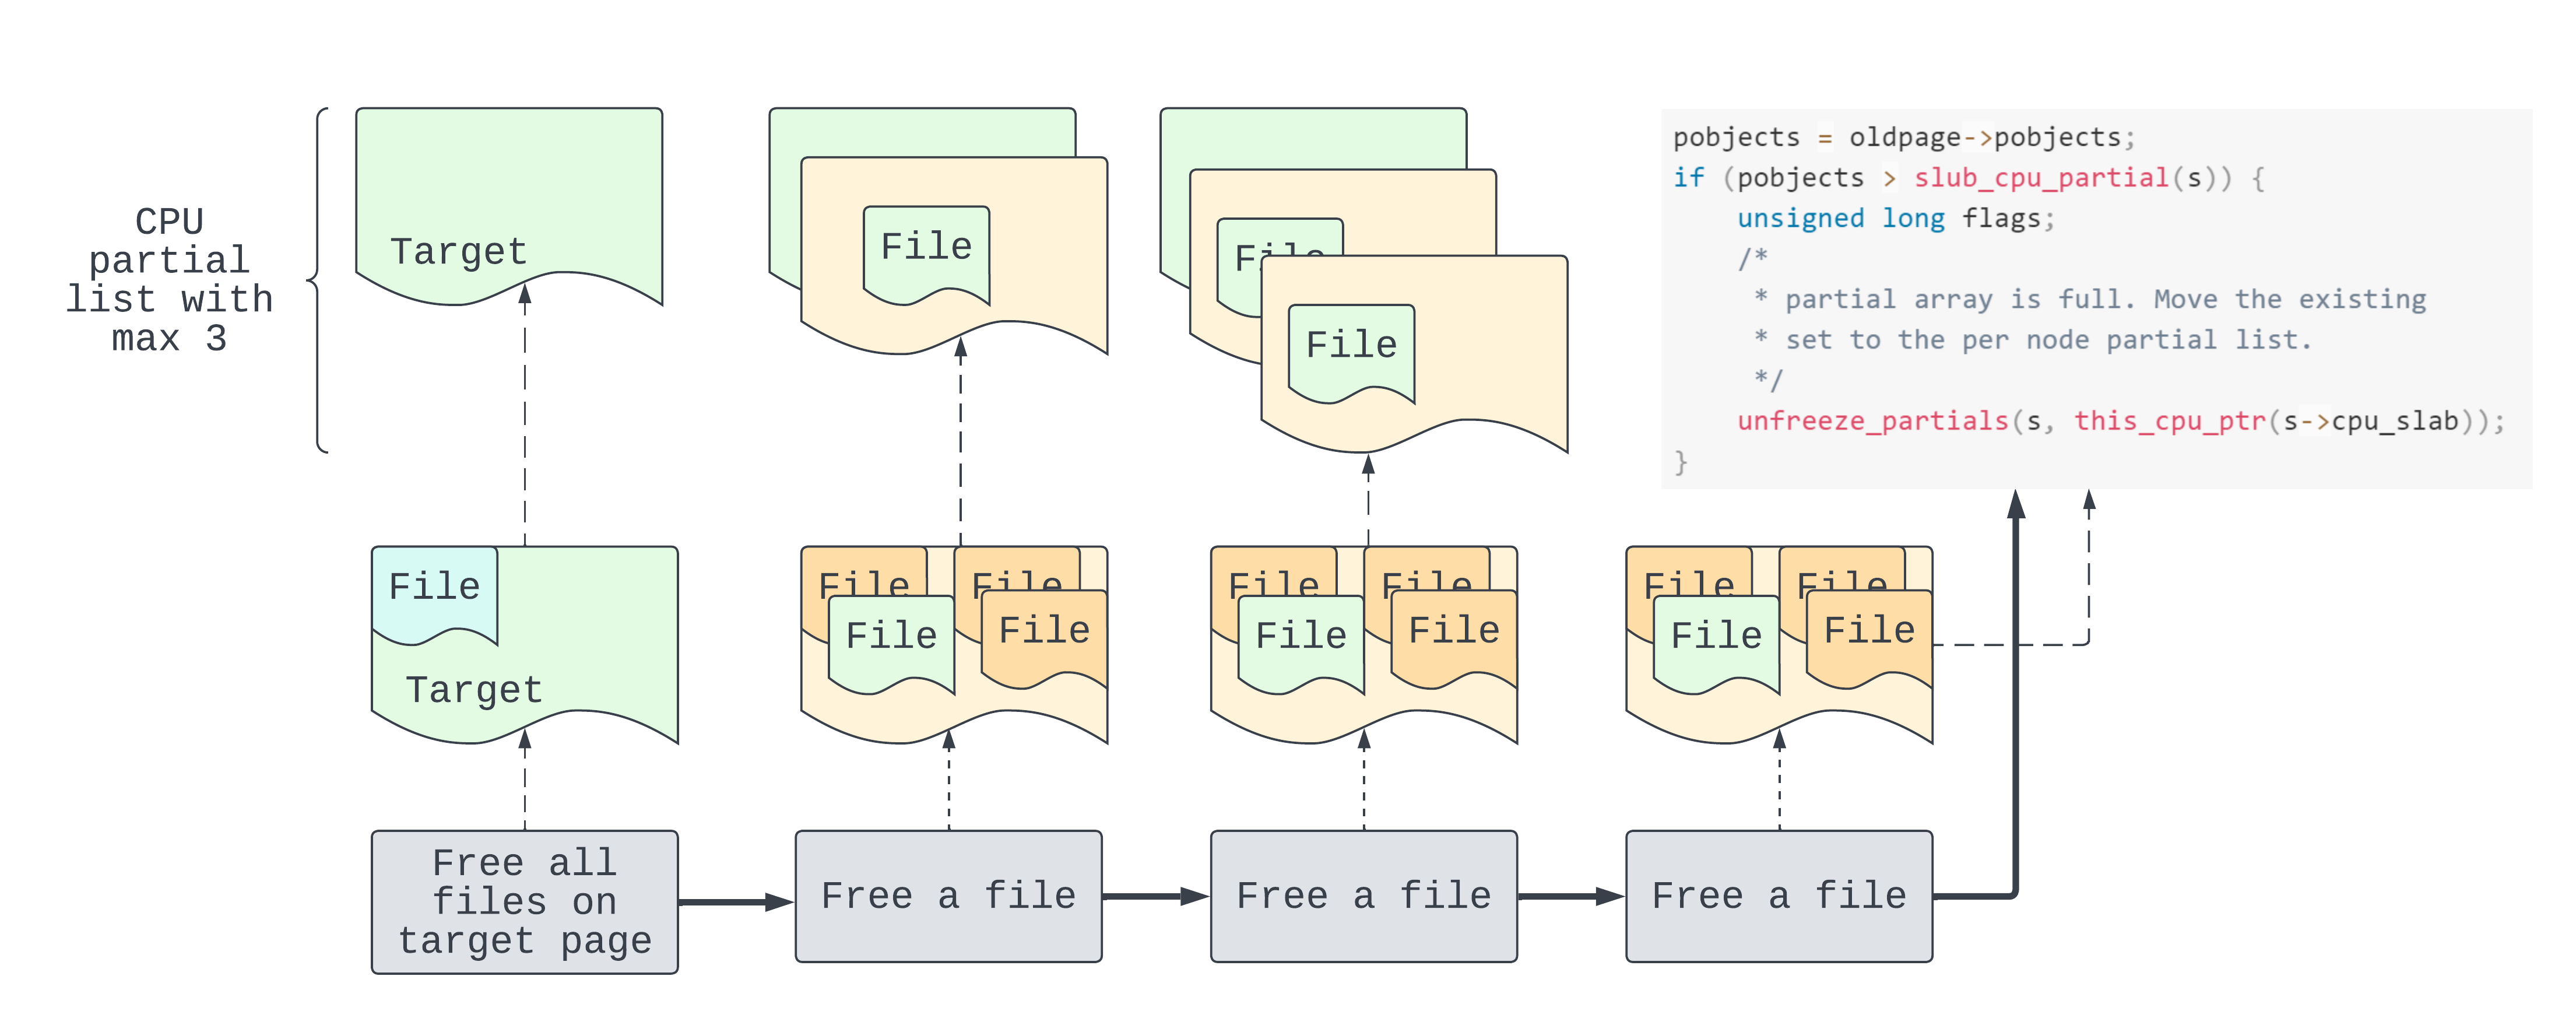 CPU
partial
list with
max 3
Target
File
File
File
pobjects = oldpage->pobjects;
if (pobjects > slub_cpu_partial(s)) {
    unsigned long flags;
    /*
     * partial array is full. Move the existing
     * set to the per node partial list.
     */
    unfreeze_partials(s, this_cpu_ptr(s->cpu_slab));
}
File
Target
File
File
File
File
File
File
File
File
File
File
File
File
Free all
files on
target page
Free a file
Free a file
Free a file